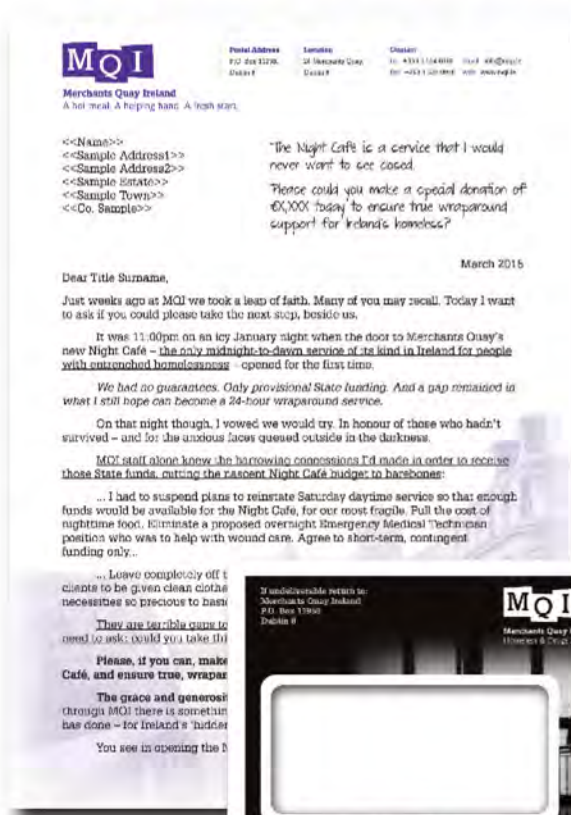 MQI
Merchants Quay Ireland
A hot meal. A helping hand. A fresh start.
Postal Address
P.O. Box
Dublin 8
Location
24 Merchants Quay,
Dublin 8
Contact
<<Name>>
<<Sample Address1>>
<<Sample Address2>>
<<Sample Estate>>
<<Sample Town>>
<<Co. Sample>>
"The Night Café is a service that I would
never want to see closed.
Please could you make a special donation of
€X,XXX today to ensure true wraparound
support for Ireland's homeless?
March 2015
Dear Title Surname,
Just weeks ago at MQI we took a leap of faith. Many of you may recall. Today I want
to ask if you could please take the next step, beside us.
It was 11:00pm on an icy January night when the door to Merchants Quay's
new Night Café – the only midnight-to-dawn service of its kind in Ireland for people
with entrenched homelessness – opened for the first time.
We had no guarantees. Only provisional State funding. And a gap remained in
what I still hope can become a 24-hour wraparound service.
On that night though, I vowed we would try. In honour of those who hadn't
survived – and for the anxious faces queued outside in the darkness.
MQI staff alone knew the harrowing concessions I'd made in order to receive
those State funds, cutting the nascent Night Café budget to barebones:
... I had to suspend plans to reinstate Saturday daytime service so that enough
funds would be available for the Night Café, for our most fragile. Pull the cost of
nighttime food. Eliminate a proposed overnight Emergency Medical Technician
position who was to help with wound care. Agree to short-term, contingent
funding only...
... Leave completely off t
clients to be given clean clothe
necessities so precious to basi
They are terrible gaps to
need to ask: could you take thi
Please, if you can, make
Café, and ensure true, wrapar
The grace and generosit
through MQI there is somethin
has done – for Ireland's 'hidden
You see in opening the N
If undeliverable return to:
Merchants Quay Ireland
P.O. Box
Dublin 8
MQI
Merchants Quay
Homeless & Drugs